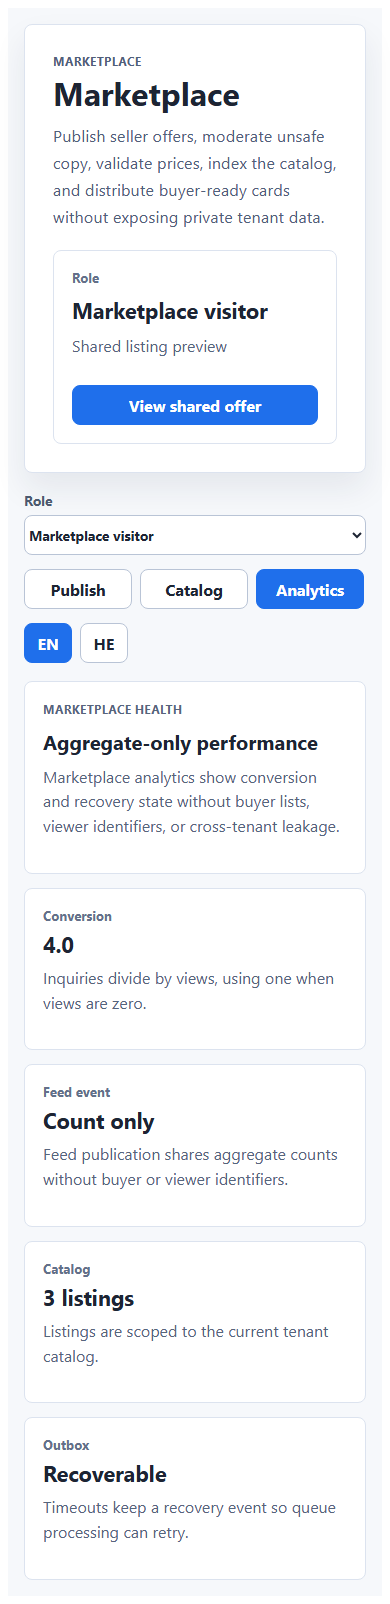 MARKETPLACE
Marketplace
Publish seller offers, moderate unsafe
copy, validate prices, index the catalog,
and distribute buyer-ready cards
without exposing private tenant data.
Role
Marketplace visitor
Shared listing preview
View shared offer
Role
Marketplace visitor
Publish
Catalog
Analytics
EN
HE
MARKETPLACE HEALTH
Aggregate-only performance
Marketplace analytics show conversion
and recovery state without buyer lists,
viewer identifiers, or cross-tenant leakage.
Conversion
4.0
Inquiries divide by views, using one when
views are zero.
Feed event
Count only
Feed publication shares aggregate counts
without buyer or viewer identifiers.
Catalog
3 listings
Listings are scoped to the current tenant
catalog.
Outbox
Recoverable
Timeouts keep a recovery event so queue
processing can retry.